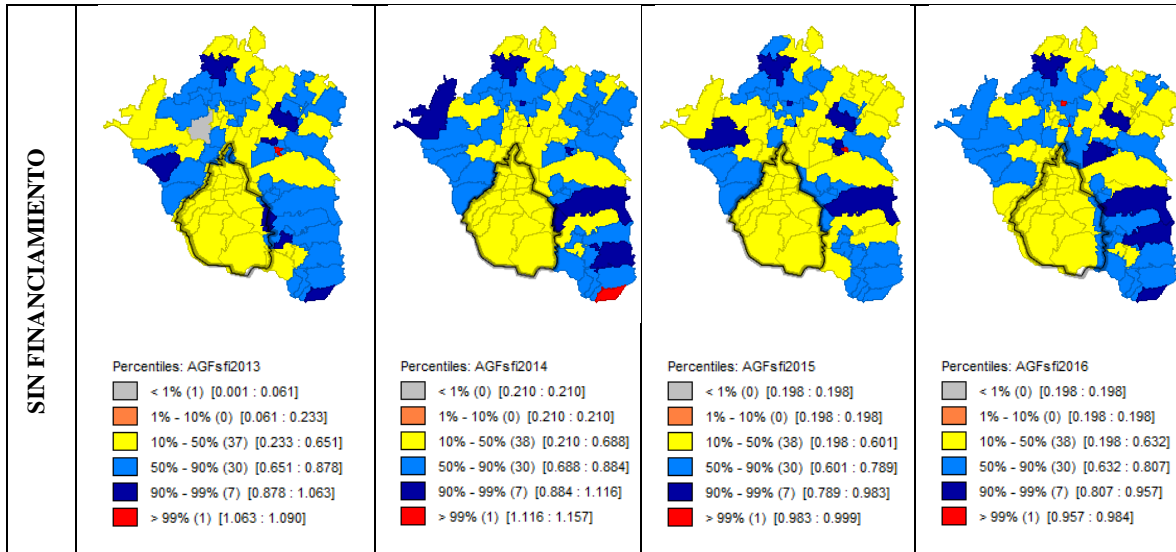 SIN FINANCIAMIENTO
Percentiles: AGFsfi2013
< 1% (1) [0.001 : 0.061]
1% - 10% (0) [0.061 : 0.233]
10% - 50% (37) [0.233 : 0.651]
50% - 90% (30) [0.651 : 0.878]
90% - 99% (7) [0.878 : 1.063]
> 99% (1) [1.063 : 1.090]
Percentiles: AGFsfi2014
< 1% (0) [0.210 : 0.210]
1% - 10% (0) [0.210 : 0.210]
10% - 50% (38) [0.210 : 0.688]
50% - 90% (30) [0.688 : 0.884]
90% - 99% (7) [0.884 : 1.116]
> 99% (1) [1.116 : 1.157]
Percentiles: AGFsfi2015
< 1% (0) [0.198 : 0.198]
1% - 10% (0) [0.198 : 0.198]
10% - 50% (38) [0.198 : 0.601]
50% - 90% (30) [0.601 : 0.789]
90% - 99% (7) [0.789 : 0.983]
> 99% (1) [0.983 : 0.999]
Percentiles: AGFsfi2016
< 1% (0) [0.198 : 0.198]
1% - 10% (0) [0.198 : 0.198]
10% - 50% (38) [0.198 : 0.632]
50% - 90% (30) [0.632 : 0.807]
90% - 99% (7) [0.807 : 0.957]
> 99% (1) [0.957 : 0.984]